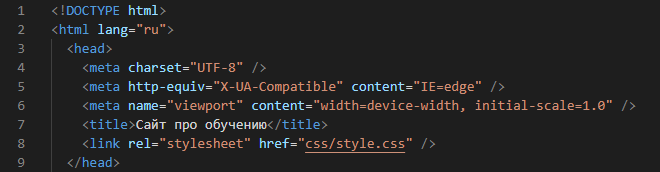 1 <!DOCTYPE html>
2 <html lang="ru">
3 <head>
4 <meta charset="UTF-8" />
5 <meta http-equiv="X-UA-Compatible" content="IE=edge" />
6 <meta name="viewport" content="width=device-width, initial-scale=1.0" />
7 <title>Сайт про обучению</title>
8 <link rel="stylesheet" href="css/style.css" />
9 </head>